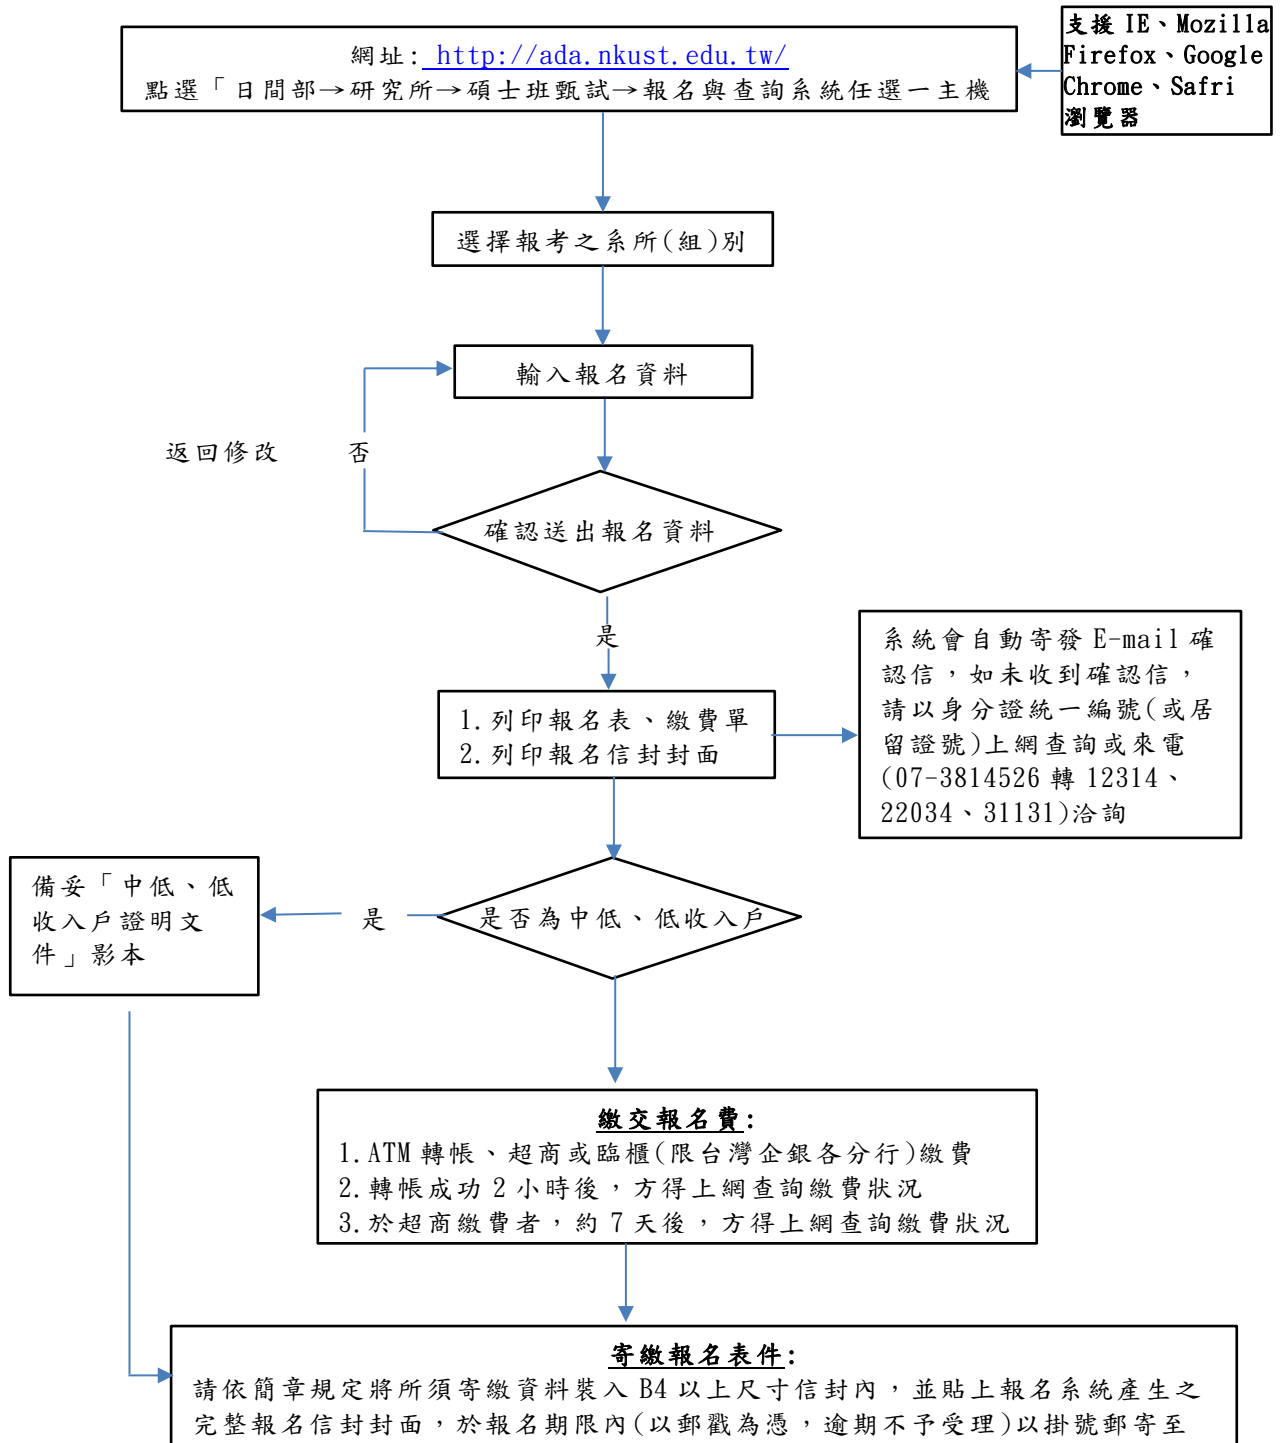 支援 IE、Mozilla
Firefox、Google
Chrome、Safri
瀏覽器
網址: http://ada.nkust.edu.tw/
點選「日間部→研究所→碩士班甄試→報名與查詢系統任選一主機
選擇報考之系所(組)別
輸入報名資料
返回修改 否
確認送出報名資料
是
系統會自動寄發 E-mail 確
認信，如未收到確認信，
請以身分證統一編號(或居
留證號)上網查詢或來電
(07-3814526 轉 12314、
22034、31131)洽詢
1.列印報名表、繳費單
2.列印報名信封封面
備妥「中低、低
收入戶證明文
件」影本
是
是否為中低、低收入戶
繳交報名費:
1.ATM 轉帳、超商或臨櫃(限台灣企銀各分行)繳費
2.轉帳成功 2 小時後，方得上網查詢繳費狀況
3.於超商繳費者，約 7 天後，方得上網查詢繳費狀況
寄繳報名表件:
請依簡章規定將所須寄繳資料裝入 B4 以上尺寸信封內，並貼上報名系統產生之
完整報名信封封面，於報名期限內(以郵戳為憑，逾期不予受理)以掛號郵寄至